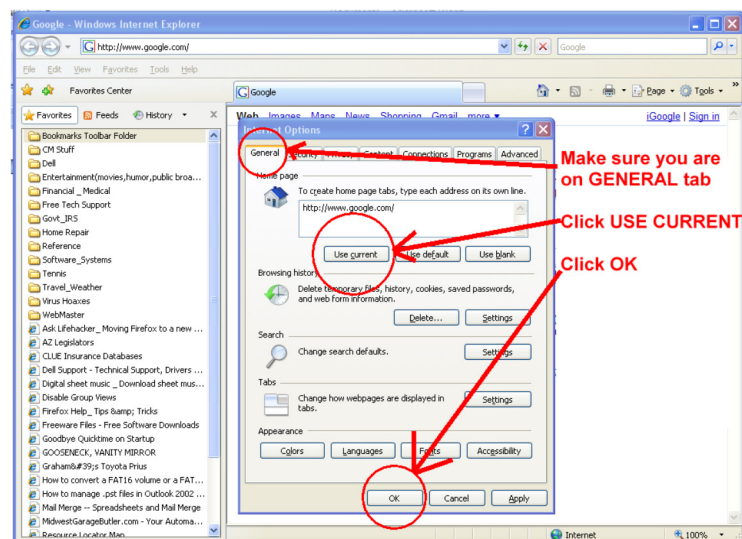 Google - Windows Internet Explorer
http://www.google.com/
Google
File Edit View Favorites Tools Help
Favorites Center
Google
Page Tools
Favorites Feeds History X
Web Images Maps News Shopping Gmail more
iGoogle | Sign in
Bookmarks Toolbar Folder
CM Stuff
Dell
Entertainment(movies,humor,public broa...
Financial _ Medical
Free Tech Support
Govt_IRS
Home Repair
Reference
Software_Systems
Tennis
Travel_Weather
Virus Hoaxes
WebMaster
Ask Lifehacker_ Moving Firefox to a new ...
AZ Legislators
CLUE Insurance Databases
Dell Support - Technical Support, Drivers ...
Digital sheet music _ Download sheet mus...
Disable Group Views
Firefox Help_ Tips &amp; Tricks
Freeware Files - Free Software Downloads
Goodbye Quicktime on Startup
GOOSENECK, VANITY MIRROR
Graham&#39;s Toyota Prius
How to convert a FAT16 volume or a FAT...
How to manage .pst files in Outlook 2002 ...
Mail Merge -- Spreadsheets and Mail Merge
MidwestGarageButler.com - Your Automa...
Resource Locator Map
Internet Options
General Security Privacy Content Connections Programs Advanced
Home page
To create home page tabs, type each address on its own line.
http://www.google.com/
Use current Use default Use blank
Browsing history
Delete temporary files, history, cookies, saved passwords,
and web form information.
Delete... Settings
Search
Change search defaults. Settings
Tabs
Change how webpages are displayed in
tabs.
Settings
Appearance
Colors Languages Fonts Accessibility
OK Cancel Apply
Make sure you are
on GENERAL tab
Click USE CURRENT
Click OK
Internet 100%